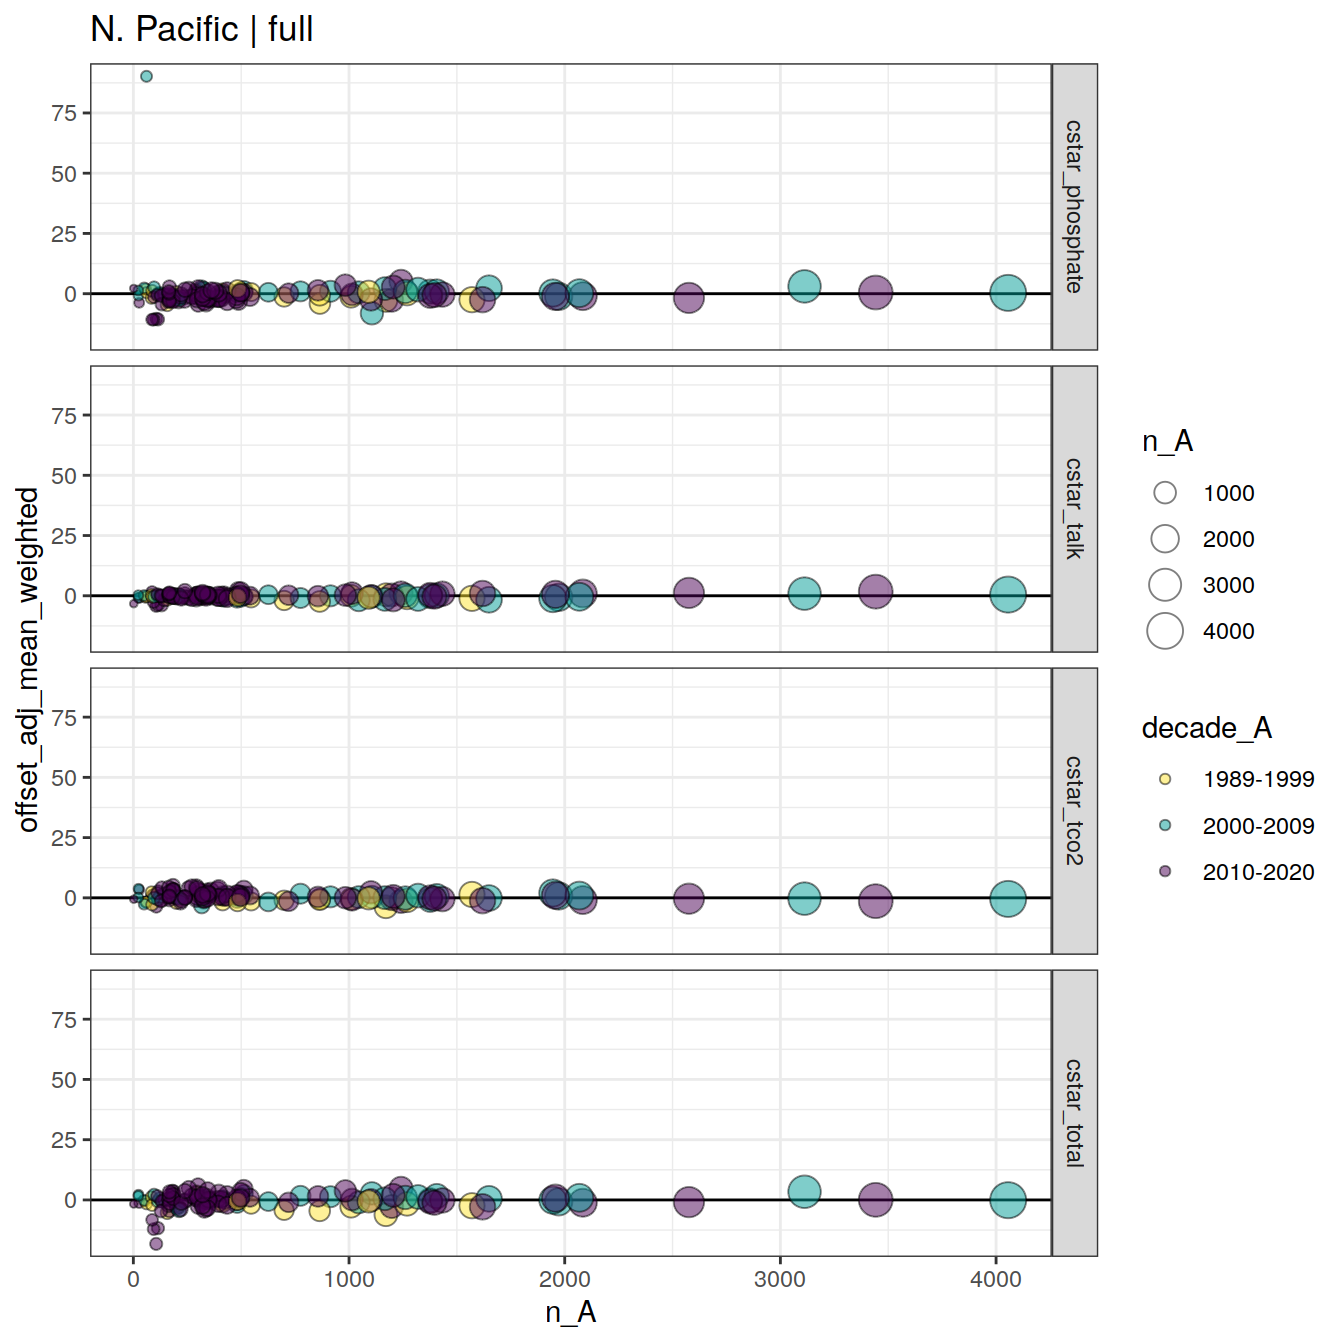 N. Pacific | full
offset_adj_mean_weighted
75
50
25
0
cstar_phosphate
75
50
25
0
cstar_talk
75
50
25
0
cstar_tco2
75
50
25
0
cstar_total
0 1000 2000 3000 4000
n_A
n_A
1000
2000
3000
4000
decade_A
1989-1999
2000-2009
2010-2020